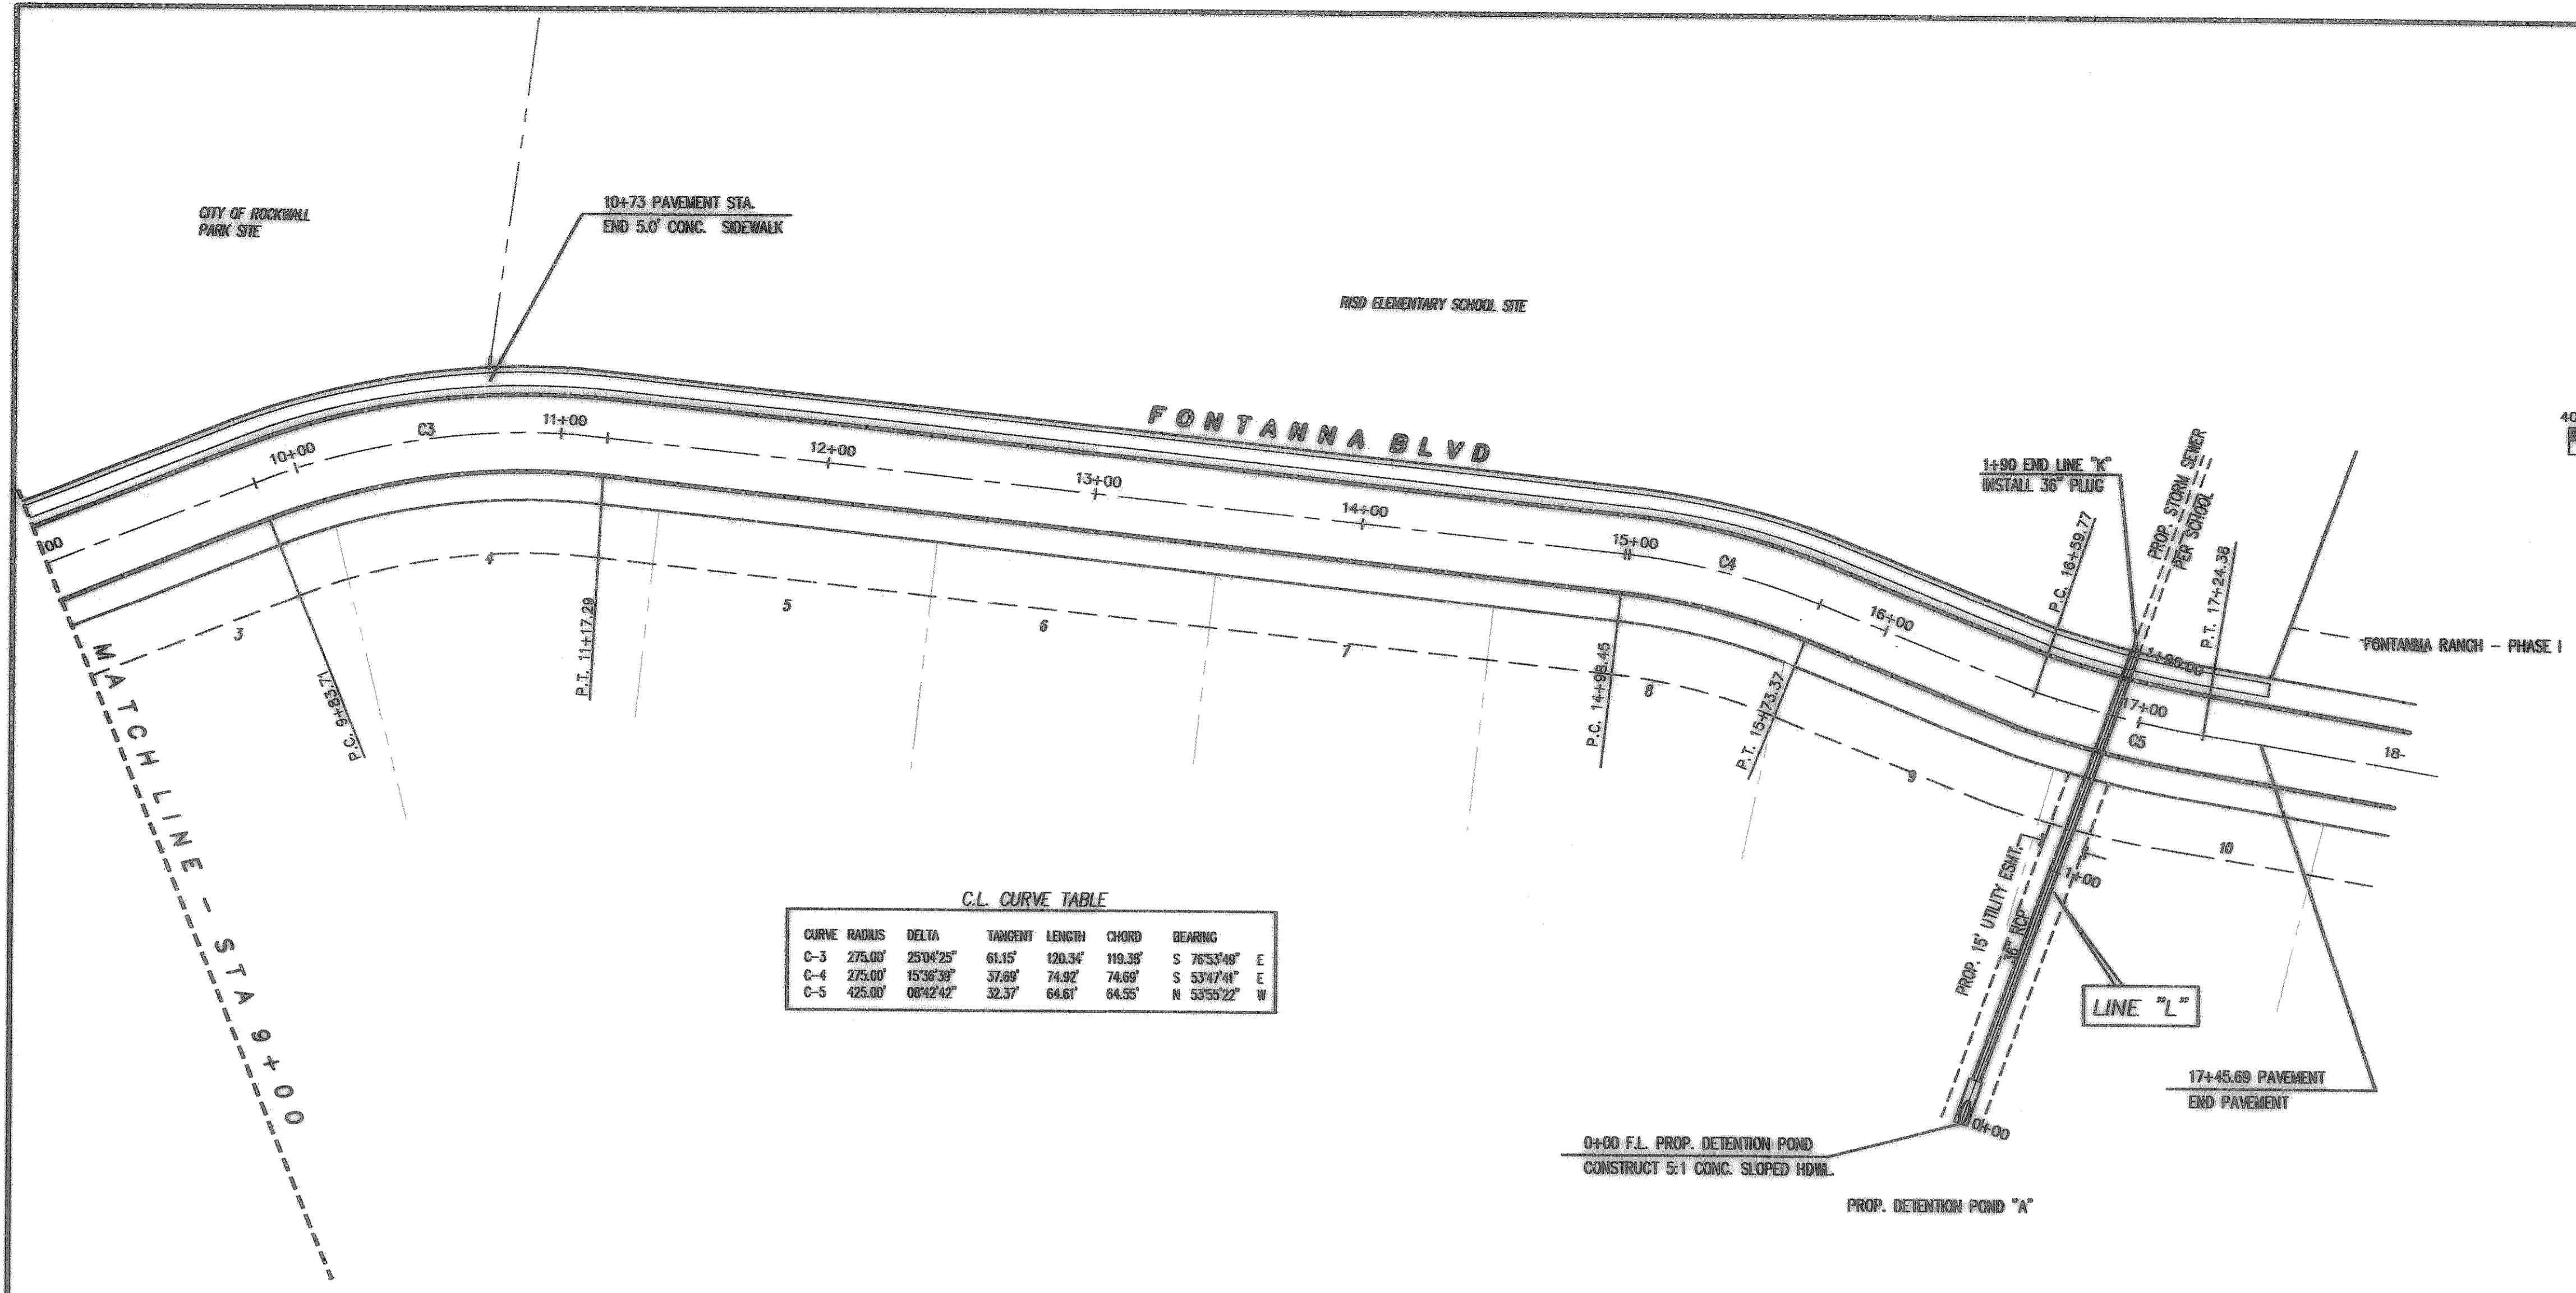 CITY OF ROCKWALL
PARK SITE
10+73 PAVEMENT STA.
END 5.0' CONC. SIDEWALK
RISD ELEMENTARY SCHOOL SITE
FONTANNA BLVD
10+00
C3
11+00
12+00
13+00
14+00
15+00
C4
16+00
17+00
C5
18-
1+90 END LINE "K"
INSTALL 36" PLUG
PROP. STORM SEWER
PER SCHOOL
P.C. 16+59.77
P.T. 17+24.38
FONTANNA RANCH - PHASE I
40
00
3
4
5
6
7
8
9
10
P.C. 9+83.71
P.T. 11+17.29
P.C. 14+98.45
P.T. 15+73.37
MATCH LINE - STA 9+00
C.L. CURVE TABLE
CURVE RADIUS DELTA TANGENT LENGTH CHORD BEARING
C-3 275.00' 25°04'25" 61.15' 120.34' 119.38' S 76°53'49" E
C-4 275.00' 15°36'39" 37.69' 74.92' 74.69' S 53°47'41" E
C-5 425.00' 08°42'42" 32.37' 64.61' 64.55' N 53°55'22" W
PROP. 15' UTILITY ESMT.
36" RCP
1+00
LINE "L"
17+45.69 PAVEMENT
END PAVEMENT
0+00
0+00 F.L. PROP. DETENTION POND
CONSTRUCT 5:1 CONC. SLOPED HDWL.
PROP. DETENTION POND "A"